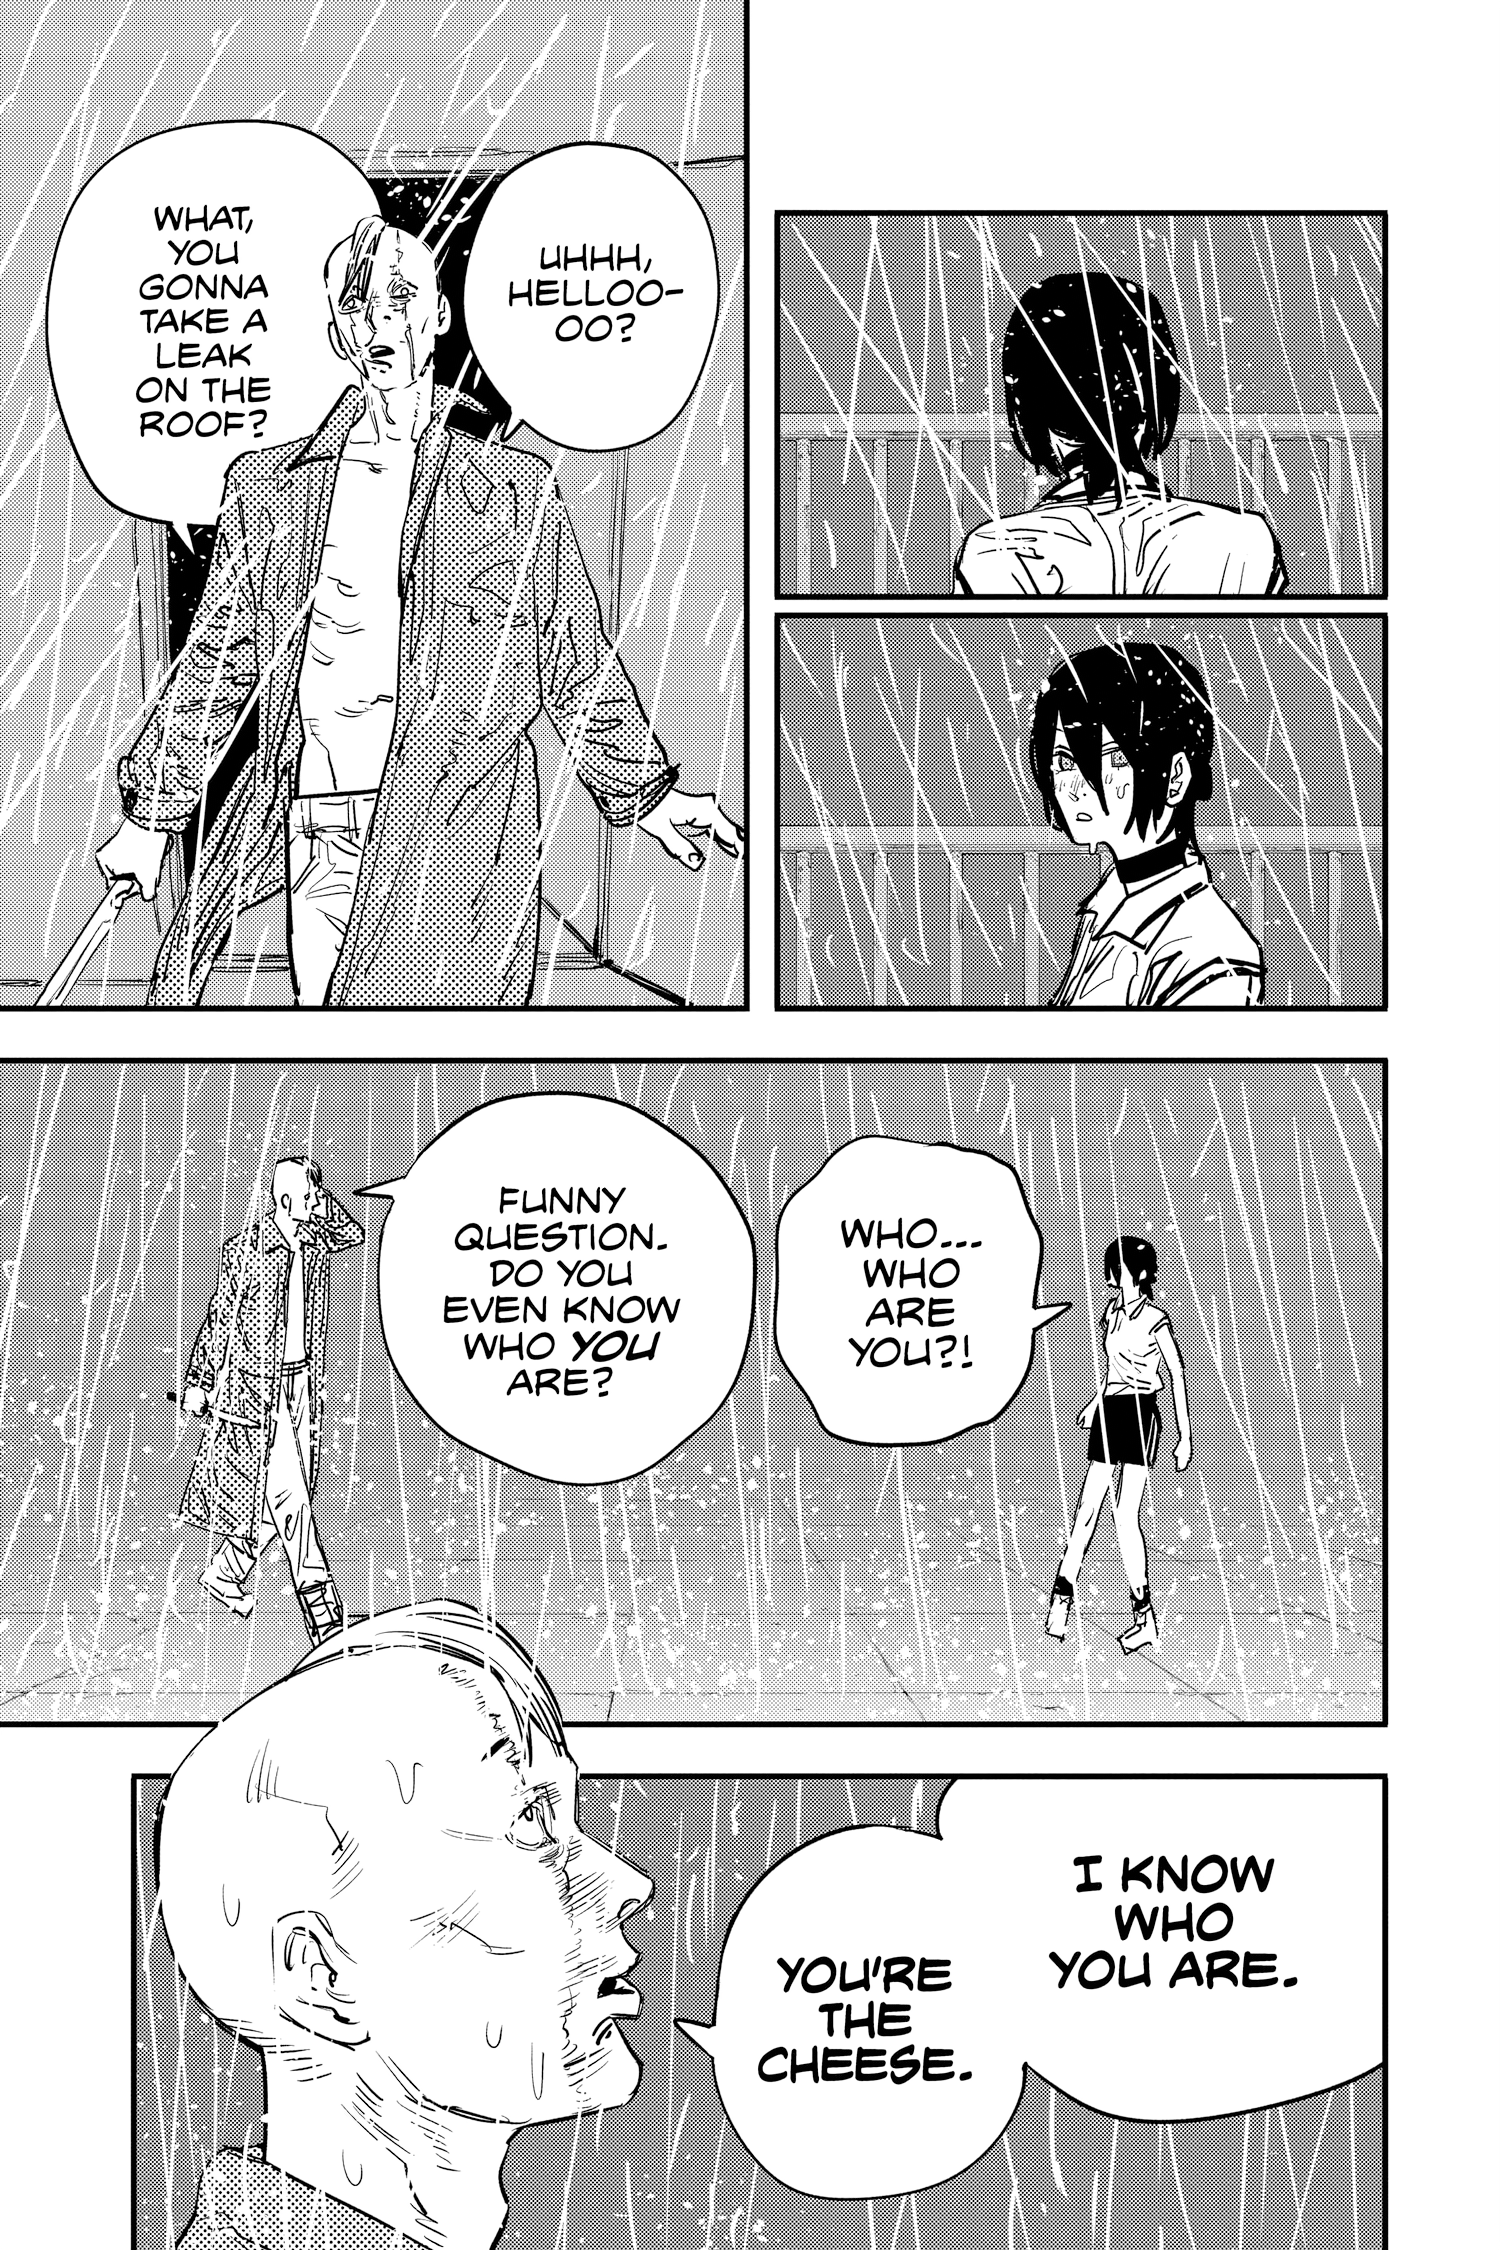 UHHH,
HELLOO-
OO?
WHAT,
YOU
GONNA
TAKE A
LEAK
ON THE
ROOF?
WHO...
WHO
ARE
YOU?!
FUNNY
QUESTION.
DO YOU
EVEN KNOW
WHO YOU
ARE?
I KNOW
WHO
YOU ARE.
YOU'RE
THE
CHEESE.